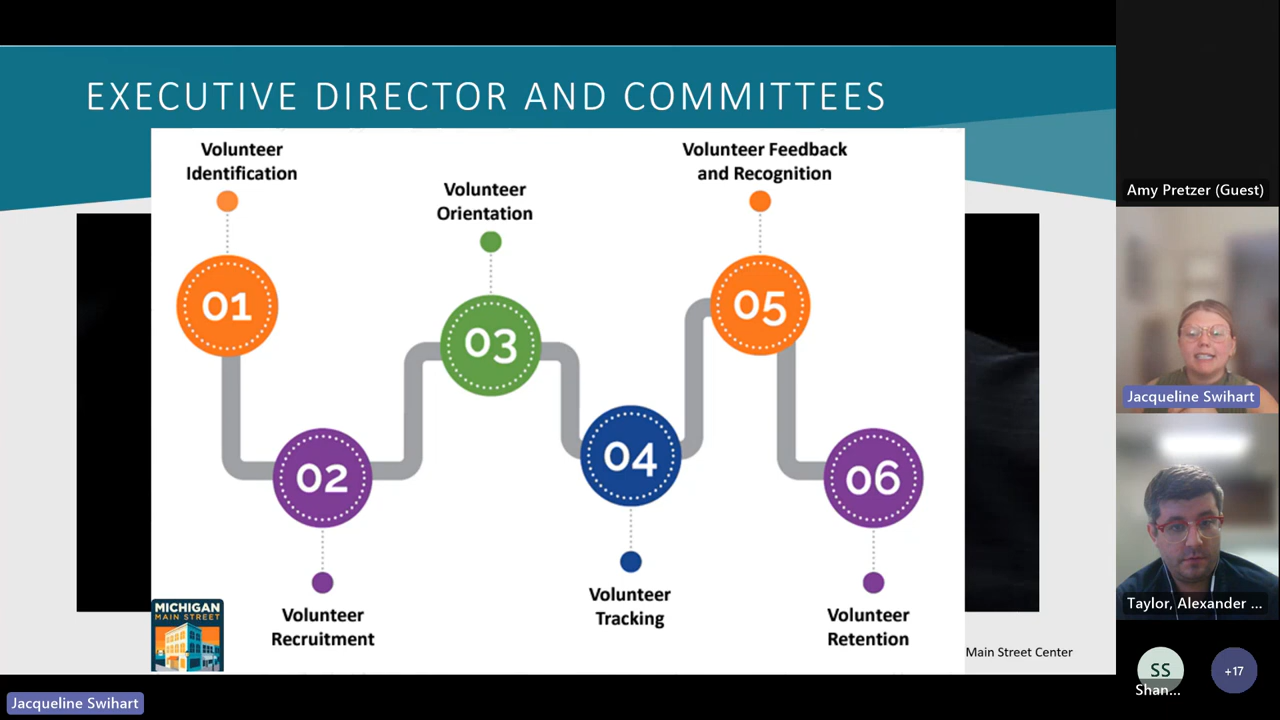 EXECUTIVE DIRECTOR AND COMMITTEES
Volunteer
Identification
Volunteer
Orientation
Volunteer Feedback
and Recognition
01
02
03
04
05
06
Volunteer
Recruitment
Volunteer
Tracking
Volunteer
Retention
MICHIGAN
MAIN STREET
Main Street Center
Amy Pretzer (Guest)
Jacqueline Swihart
Taylor, Alexander ...
SS
Shan...
+17
Jacqueline Swihart